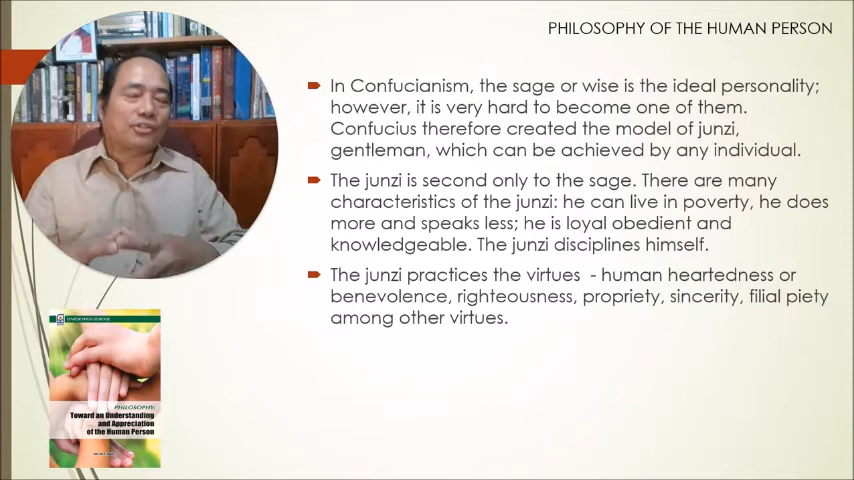 PHILOSOPHY OF THE HUMAN PERSON
In Confucianism, the sage or wise is the ideal personality;
however, it is very hard to become one of them.
Confucius therefore created the model of junzi,
gentleman, which can be achieved by any individual.
The junzi is second only to the sage. There are many
characteristics of the junzi: he can live in poverty, he does
more and speaks less; he is loyal obedient and
knowledgeable. The junzi disciplines himself.
The junzi practices the virtues - human heartedness or
benevolence, righteousness, propriety, sincerity, filial piety
among other virtues.
SENIOR HIGH SCHOOL
PHILOSOPHY:
Toward an Understanding
and Appreciation
of the Human Person